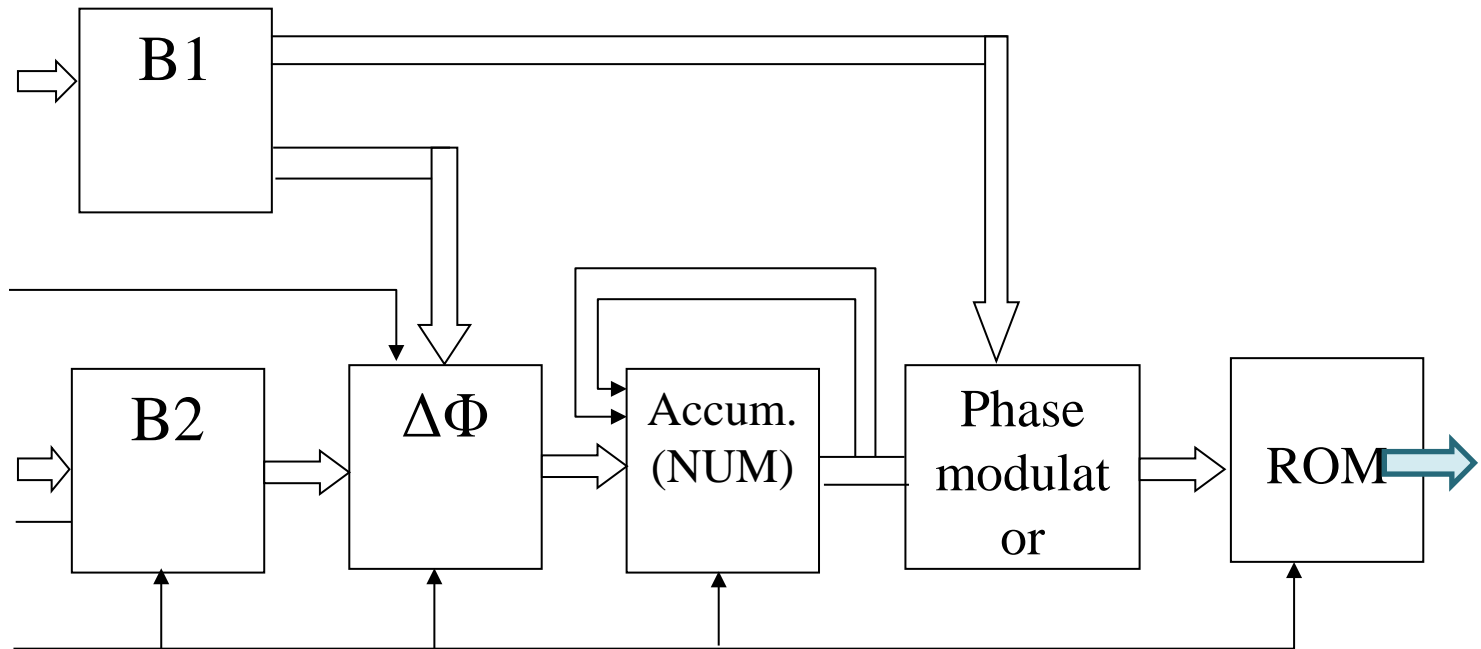 B1
B2
ΔΦ
Accum.
(NUM)
Phase
modulat
or
ROM